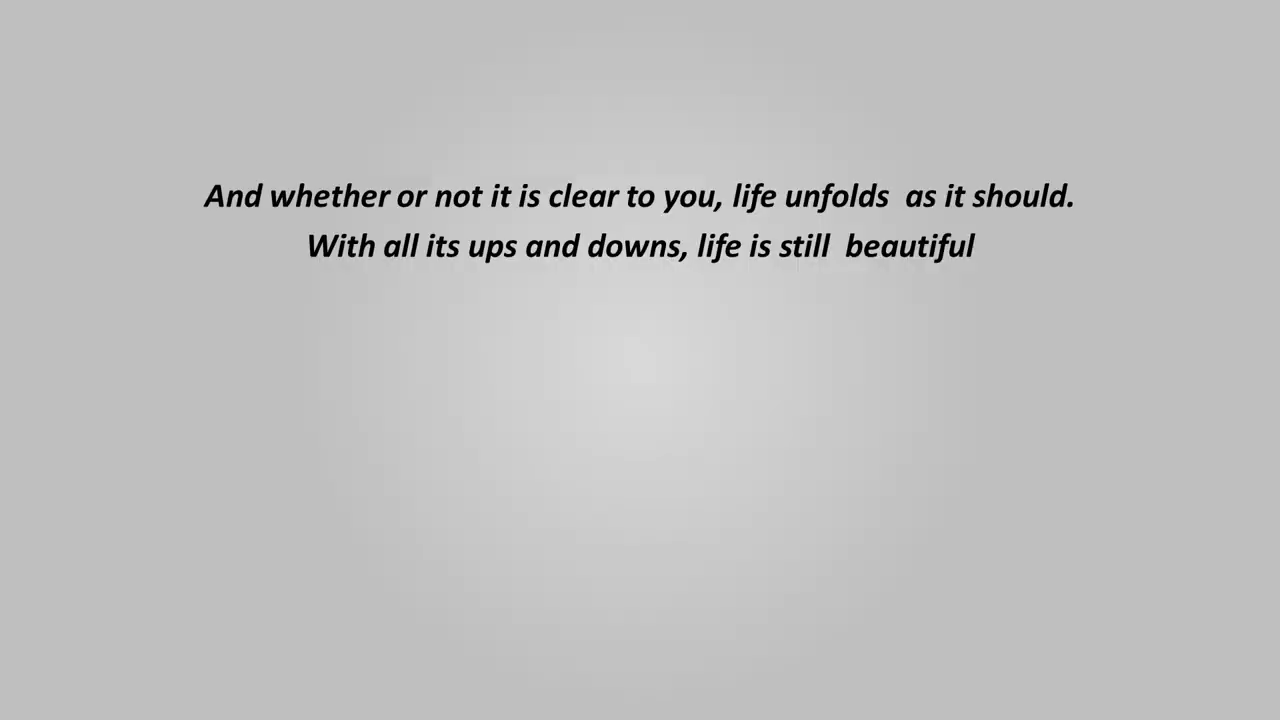 And whether or not it is clear to you, life unfolds  as it should.
With all its ups and downs, life is still  beautiful